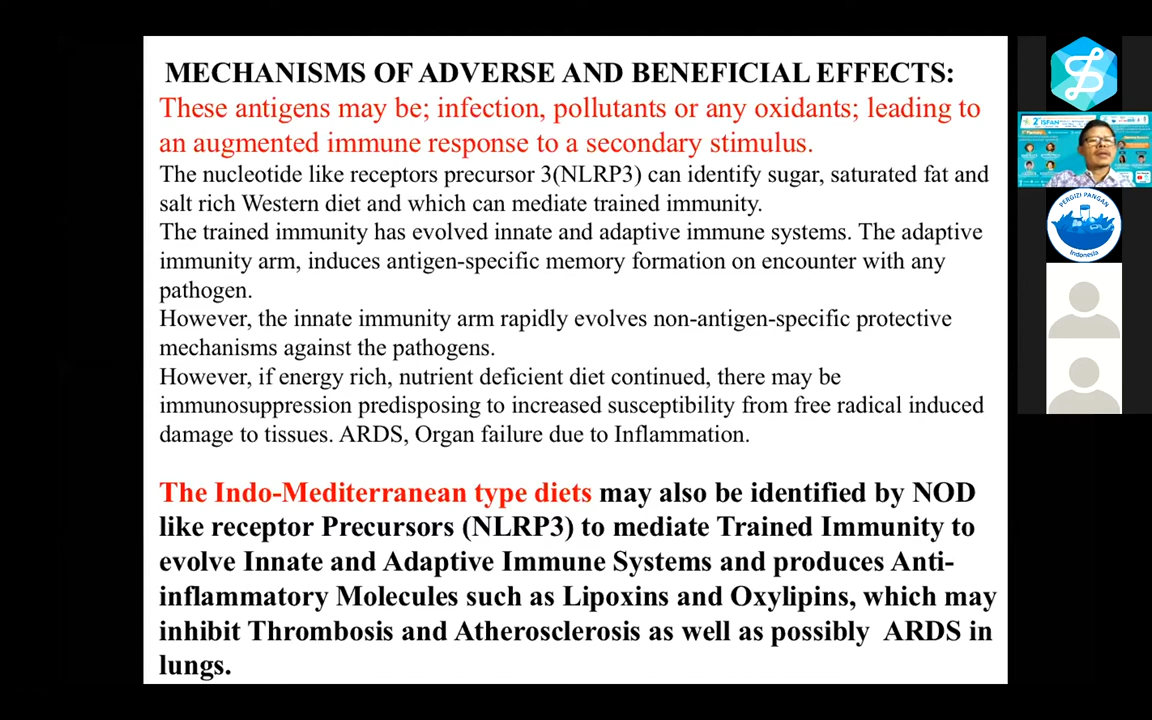 MECHANISMS OF ADVERSE AND BENEFICIAL EFFECTS:
These antigens may be; infection, pollutants or any oxidants; leading to
an augmented immune response to a secondary stimulus.
The nucleotide like receptors precursor 3(NLRP3) can identify sugar, saturated fat and
salt rich Western diet and which can mediate trained immunity.
The trained immunity has evolved innate and adaptive immune systems. The adaptive
immunity arm, induces antigen-specific memory formation on encounter with any
pathogen.
However, the innate immunity arm rapidly evolves non-antigen-specific protective
mechanisms against the pathogens.
However, if energy rich, nutrient deficient diet continued, there may be
immunosuppression predisposing to increased susceptibility from free radical induced
damage to tissues. ARDS, Organ failure due to Inflammation.
The Indo-Mediterranean type diets may also be identified by NOD
like receptor Precursors (NLRP3) to mediate Trained Immunity to
evolve Innate and Adaptive Immune Systems and produces Anti-
inflammatory Molecules such as Lipoxins and Oxylipins, which may
inhibit Thrombosis and Atherosclerosis as well as possibly ARDS in
lungs.
PERGIZI PANGAN
Indonesia